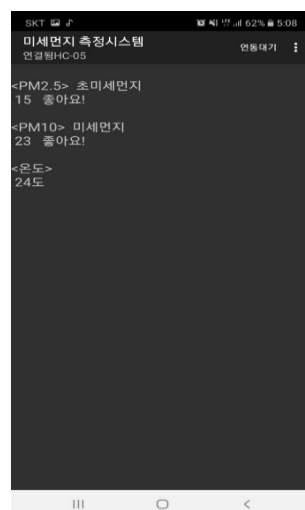 SKT 62% 5:08
미세먼지 측정시스템
연결됨HC-05
연동대기
<PM2.5> 초미세먼지
15 좋아요!
<PM10> 미세먼지
23 좋아요!
<온도>
24도